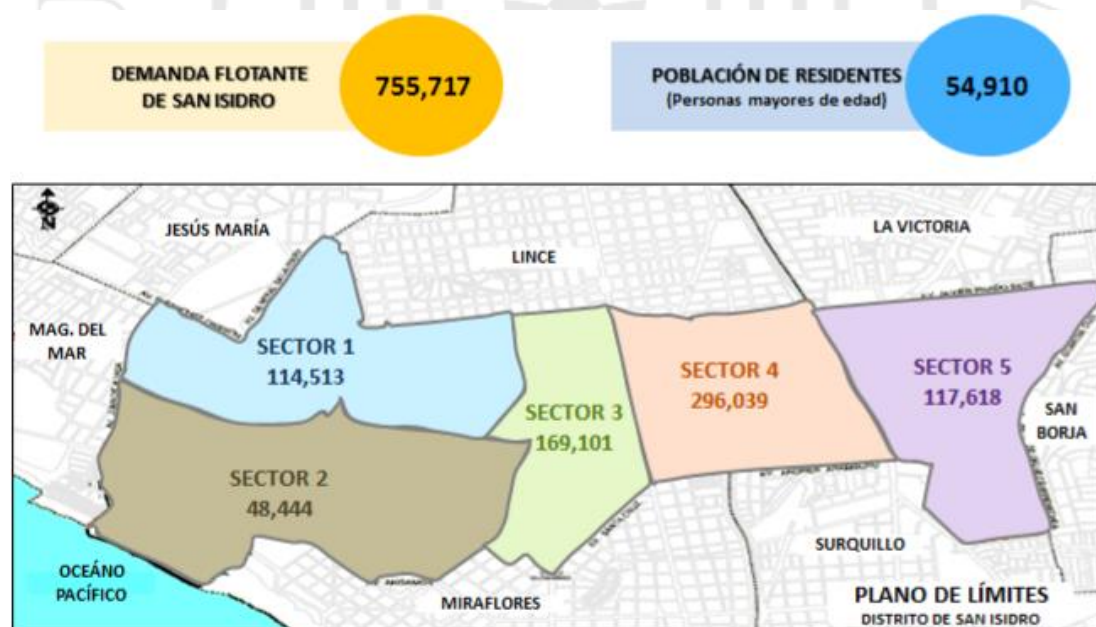 DEMANDA FLOTANTE
DE SAN ISIDRO
755,717
POBLACIÓN DE RESIDENTES
(Personas mayores de edad)
54,910
JESÚS MARÍA
LINCE
LA VICTORIA
MAG. DEL
MAR
SECTOR 1
114,513
SECTOR 2
48,444
SECTOR 3
169,101
SECTOR 4
296,039
SECTOR 5
117,618
SAN
BORJA
AV. SANTA CRUZ
SURQUILLO
OCEÁNO
PACÍFICO
MIRAFLORES
PLANO DE LÍMITES
DISTRITO DE SAN ISIDRO